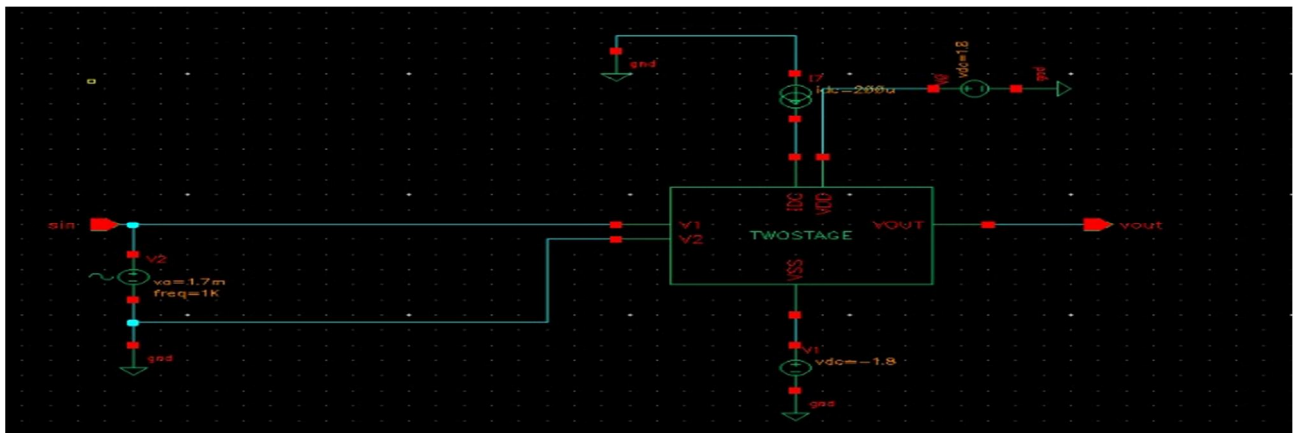 gnd
I7
idc=200u
V0
vdc=1.8
gnd
IDC
VDD
sin
V1
V2
TWOSTAGE
VOUT
vout
VSS
V2
va=1.7m
freq=1K
gnd
V1
vdc=-1.8
gnd